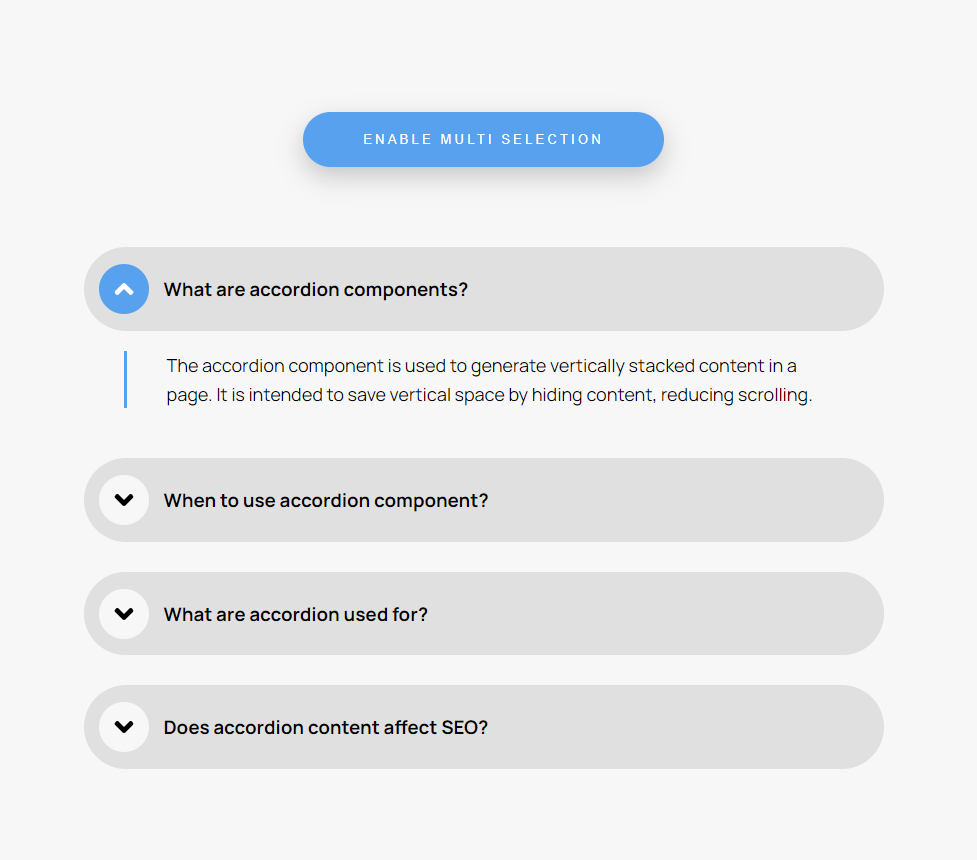 ENABLE MULTI SELECTION
What are accordion components?
The accordion component is used to generate vertically stacked content in a
page. It is intended to save vertical space by hiding content, reducing scrolling.
When to use accordion component?
What are accordion used for?
Does accordion content affect SEO?